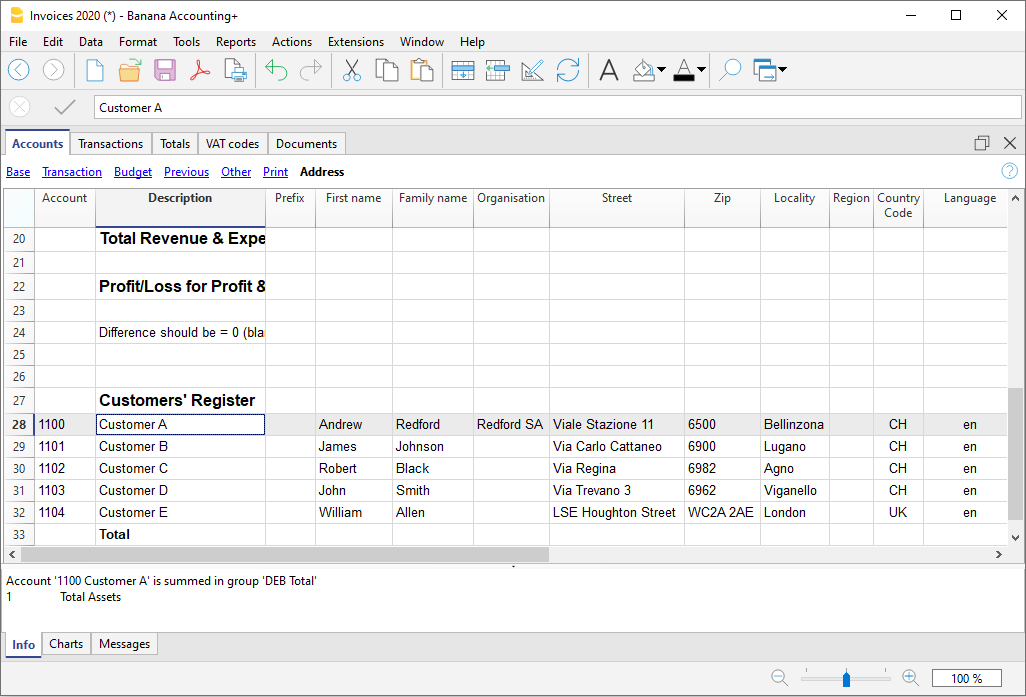 Invoices 2020 (*) - Banana Accounting+
File Edit Data Format Tools Reports Actions Extensions Window Help
Customer A
Accounts Transactions Totals VAT codes Documents
Base Transaction Budget Previous Other Print Address
Account Description Prefix First name Family name Organisation Street Zip Locality Region Country Code Language
20 Total Revenue & Expe
21
22 Profit/Loss for Profit &
23
24 Difference should be = 0 (bla
25
26
27 Customers' Register
28 1100 Customer A Andrew Redford Redford SA Viale Stazione 11 6500 Bellinzona CH en
29 1101 Customer B James Johnson Via Carlo Cattaneo 6900 Lugano CH en
30 1102 Customer C Robert Black Via Regina 6982 Agno CH en
31 1103 Customer D John Smith Via Trevano 3 6962 Viganello CH en
32 1104 Customer E William Allen LSE Houghton Street WC2A 2AE London UK en
33 Total
Account '1100 Customer A' is summed in group 'DEB Total'
1 Total Assets
Info Charts Messages
100 %